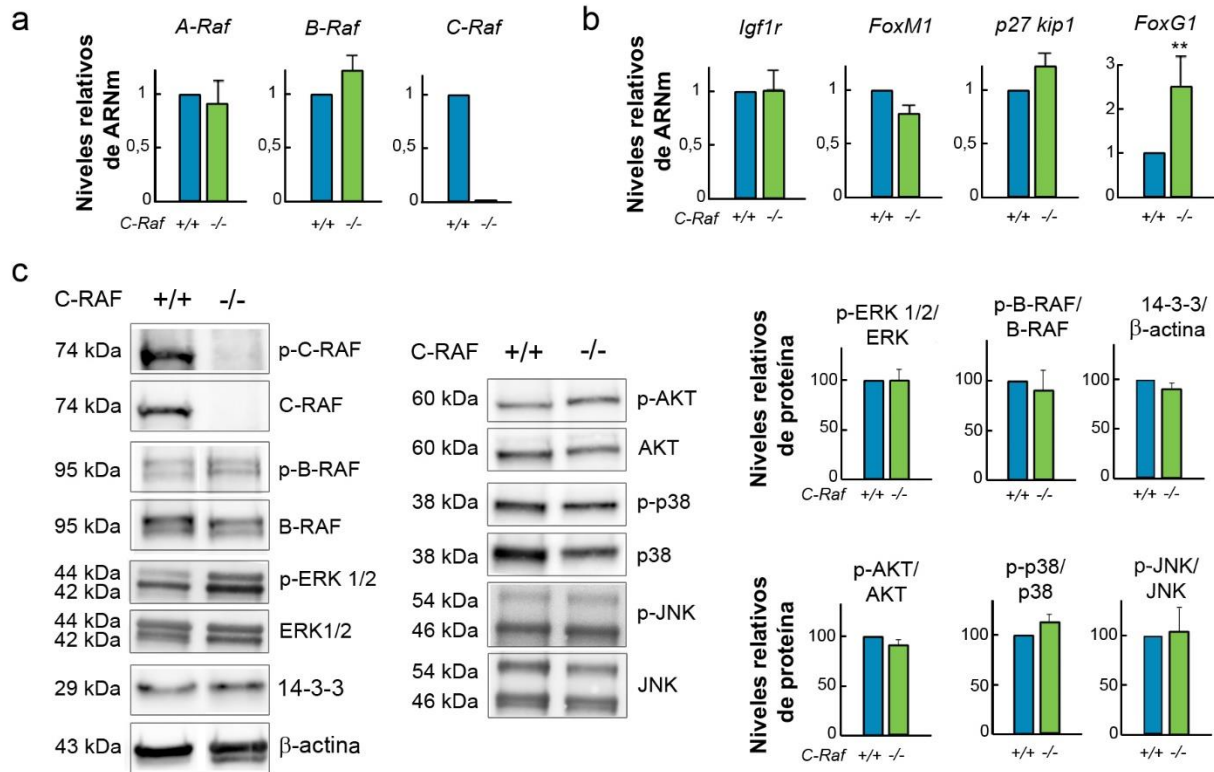 a
A-Raf
B-Raf
C-Raf
Niveles relativos
de ARNm
1
0,5
0
1
0,5
0
1
0,5
0
C-Raf +/+ -/- +/+ -/- +/+ -/-
b
Igf1r
FoxM1
p27 kip1
FoxG1
**
Niveles relativos
de ARNm
1
0,5
0
1
0,5
0
1
0,5
0
3
2
1
0
C-Raf +/+ -/- +/+ -/- +/+ -/- +/+ -/-
c
C-RAF +/+ -/-
74 kDa p-C-RAF
74 kDa C-RAF
95 kDa p-B-RAF
95 kDa B-RAF
44 kDa
42 kDa p-ERK 1/2
44 kDa
42 kDa ERK1/2
29 kDa 14-3-3
43 kDa β-actina
C-RAF +/+ -/-
60 kDa p-AKT
60 kDa AKT
38 kDa p-p38
38 kDa p38
54 kDa
46 kDa p-JNK
54 kDa
46 kDa JNK
Niveles relativos
de proteína
p-ERK 1/2/
ERK
100
50
0
p-B-RAF/
B-RAF
100
50
0
14-3-3/
β-actina
100
50
0
C-Raf +/+ -/- +/+ -/- +/+ -/-
Niveles relativos
de proteína
p-AKT/
AKT
100
50
0
p-p38/
p38
100
50
0
p-JNK/
JNK
100
50
0
C-Raf +/+ -/- +/+ -/- +/+ -/-